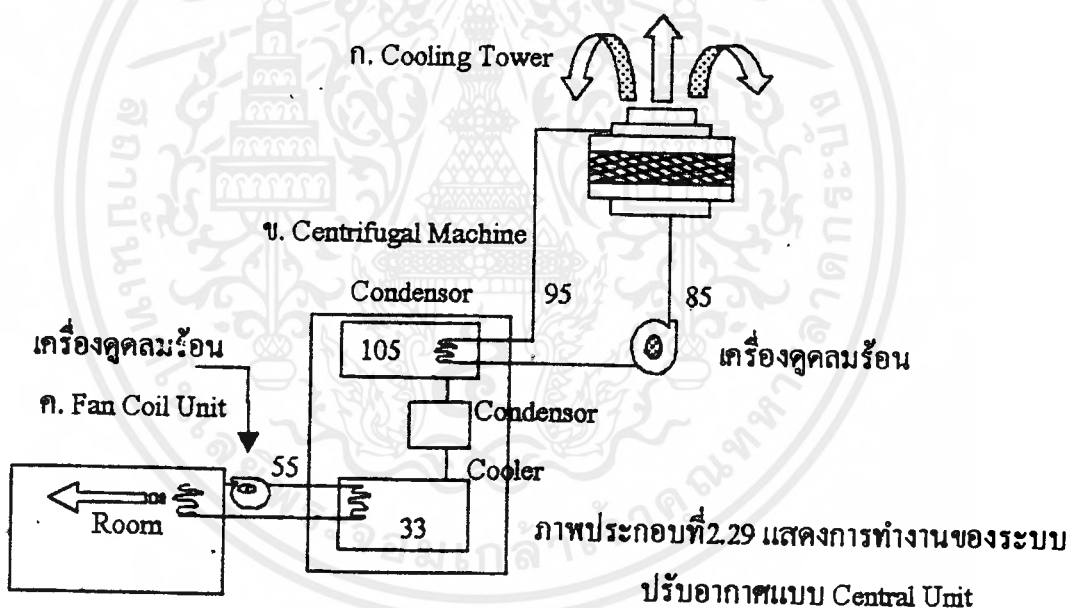 ก. Cooling Tower
ข. Centrifugal Machine
Condensor
95
85
105
เครื่องดูดลมร้อน
เครื่องดูดลมร้อน
ค. Fan Coil Unit
Condensor
55
Cooler
Room
33
ภาพประกอบที่2.29 แสดงการทำงานของระบบ
ปรับอากาศแบบ Central Unit